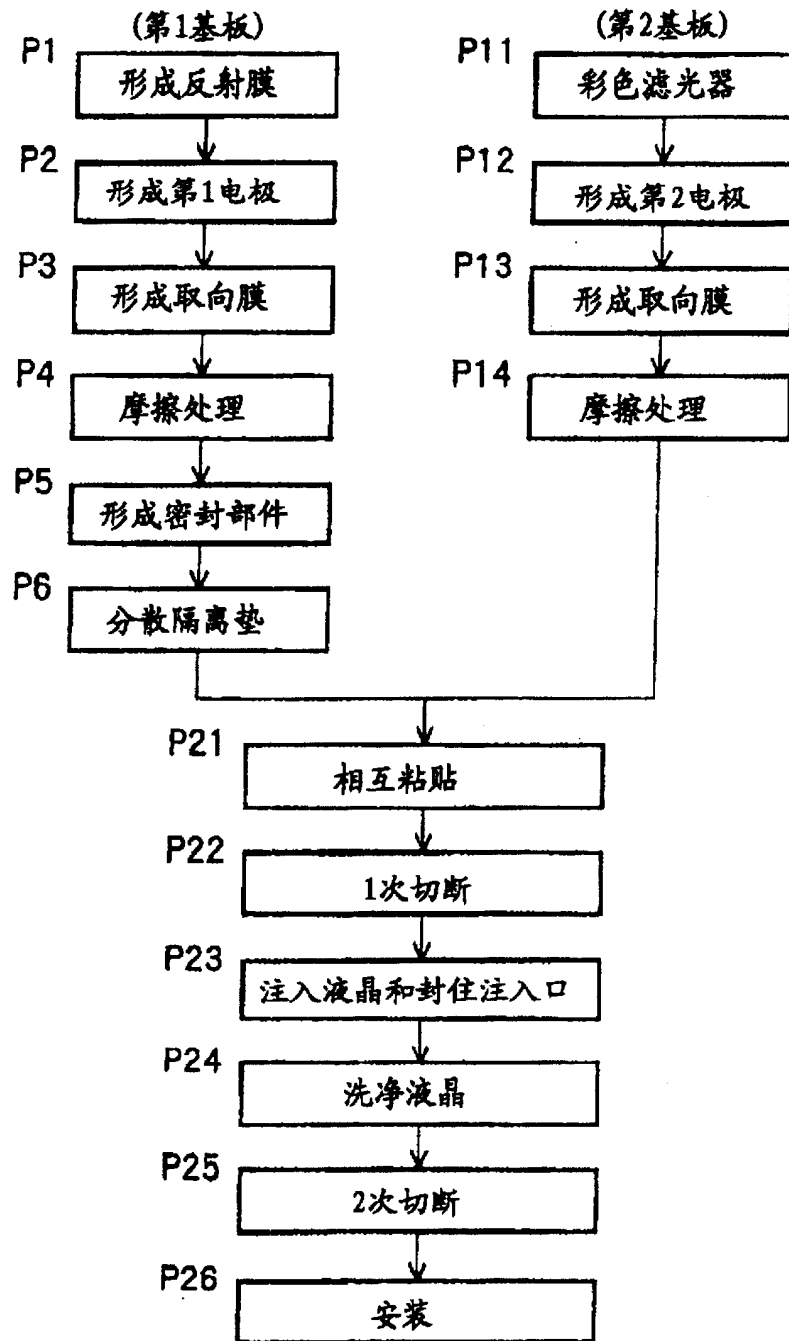 (第1基板)
P1
形成反射膜
P2
形成第1电极
P3
形成取向膜
P4
摩擦处理
P5
形成密封部件
P6
分散隔离垫
(第2基板)
P11
彩色滤光器
P12
形成第2电极
P13
形成取向膜
P14
摩擦处理
P21
相互粘贴
P22
1次切断
P23
注入液晶和封住注入口
P24
洗净液晶
P25
2次切断
P26
安装